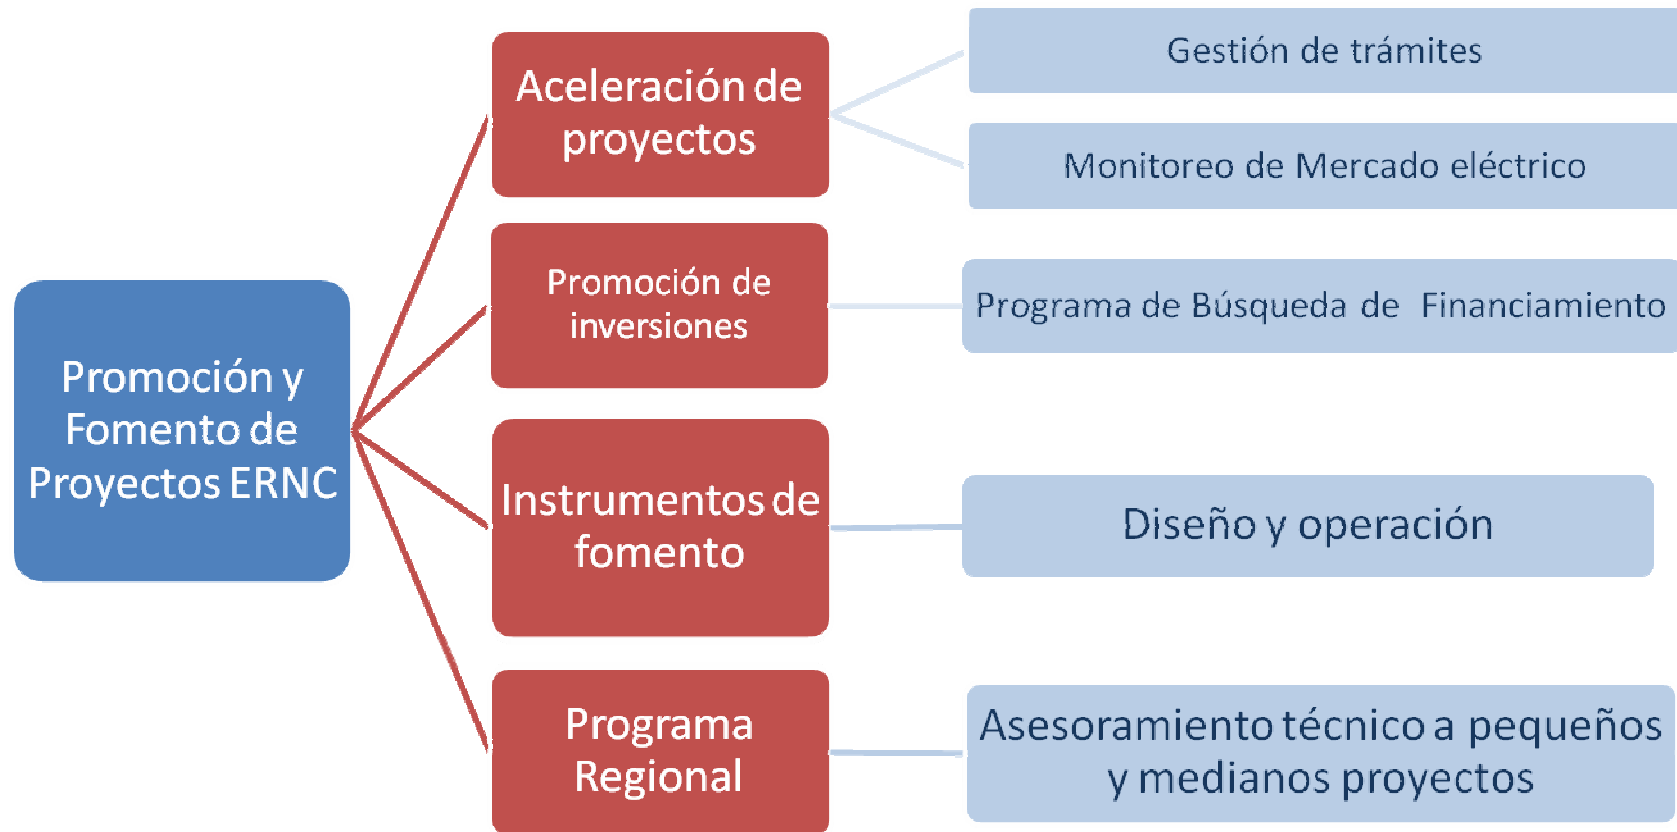 Promoción y
Fomento de
Proyectos ERNC
Aceleración de
proyectos
Gestión de trámites
Monitoreo de Mercado eléctrico
Promoción de
inversiones
Programa de Búsqueda de Financiamiento
Instrumentos de
fomento
Diseño y operación
Programa
Regional
Asesoramiento técnico a pequeños
y medianos proyectos